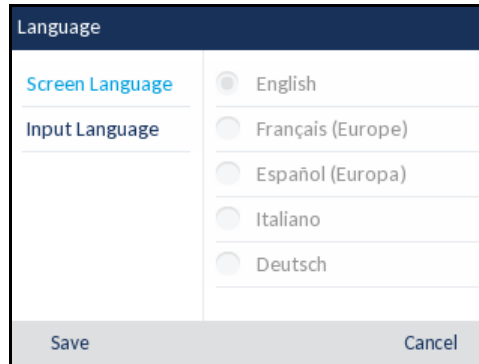 Language
Screen Language
Input Language
English
Français (Europe)
Español (Europa)
Italiano
Deutsch
Save
Cancel